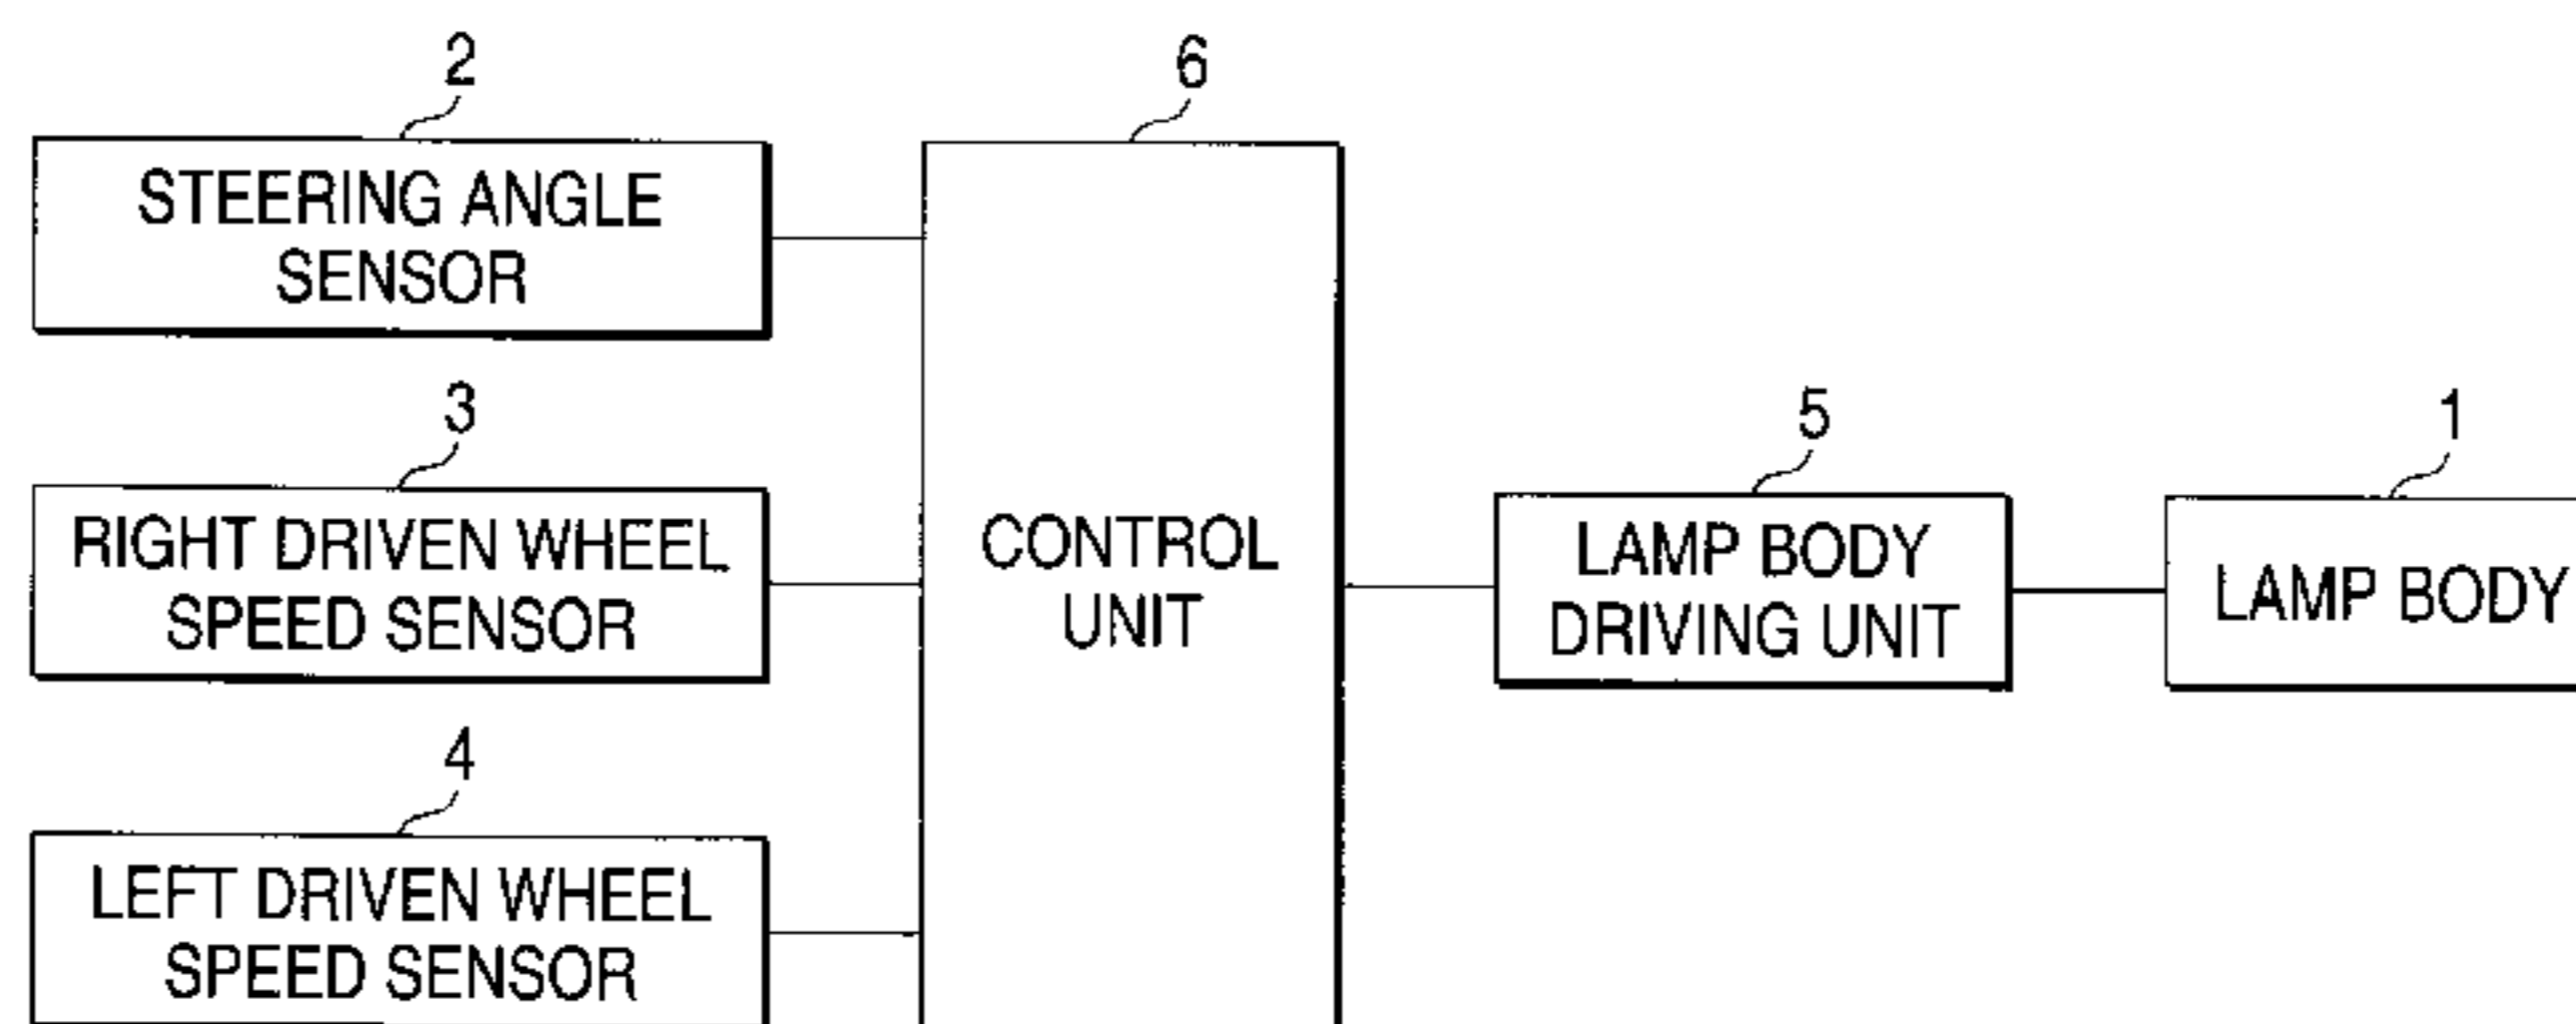 2
STEERING ANGLE
SENSOR
3
RIGHT DRIVEN WHEEL
SPEED SENSOR
4
LEFT DRIVEN WHEEL
SPEED SENSOR
6
CONTROL
UNIT
5
LAMP BODY
DRIVING UNIT
1
LAMP BODY